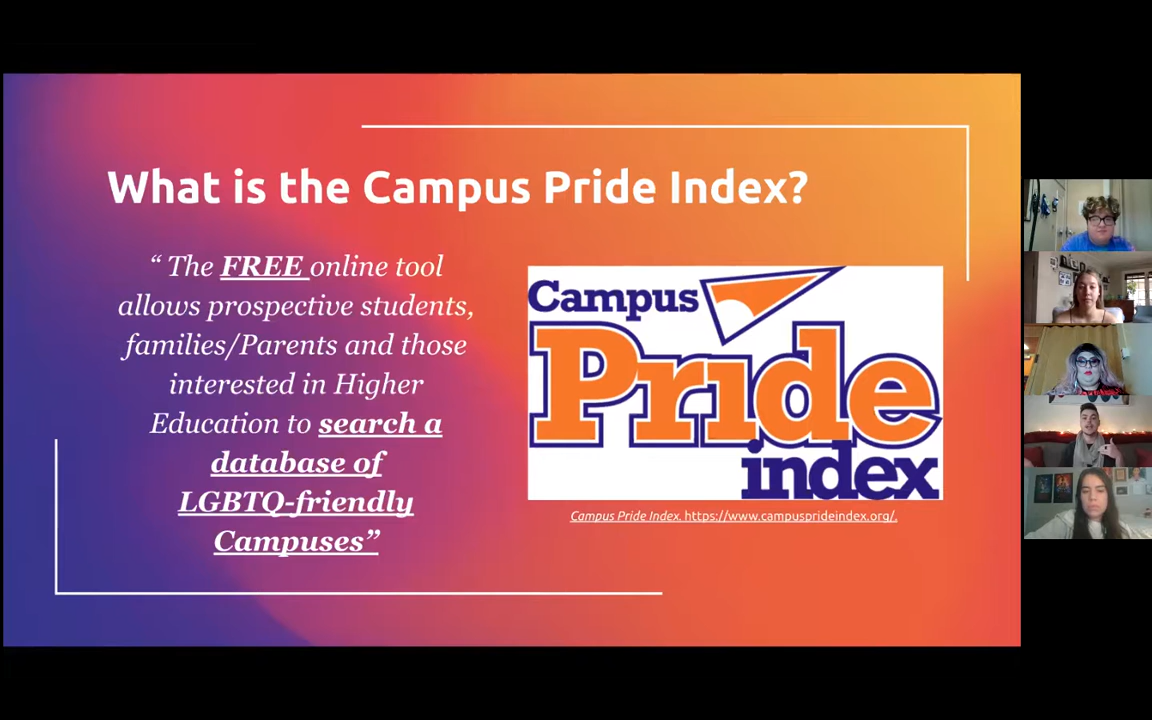 What is the Campus Pride Index?
“ The FREE online tool
allows prospective students,
families/Parents and those
interested in Higher
Education to search a
database of
LGBTQ-friendly
Campuses”
Campus
Pride
index
Campus Pride Index. https://www.campusprideindex.org/.